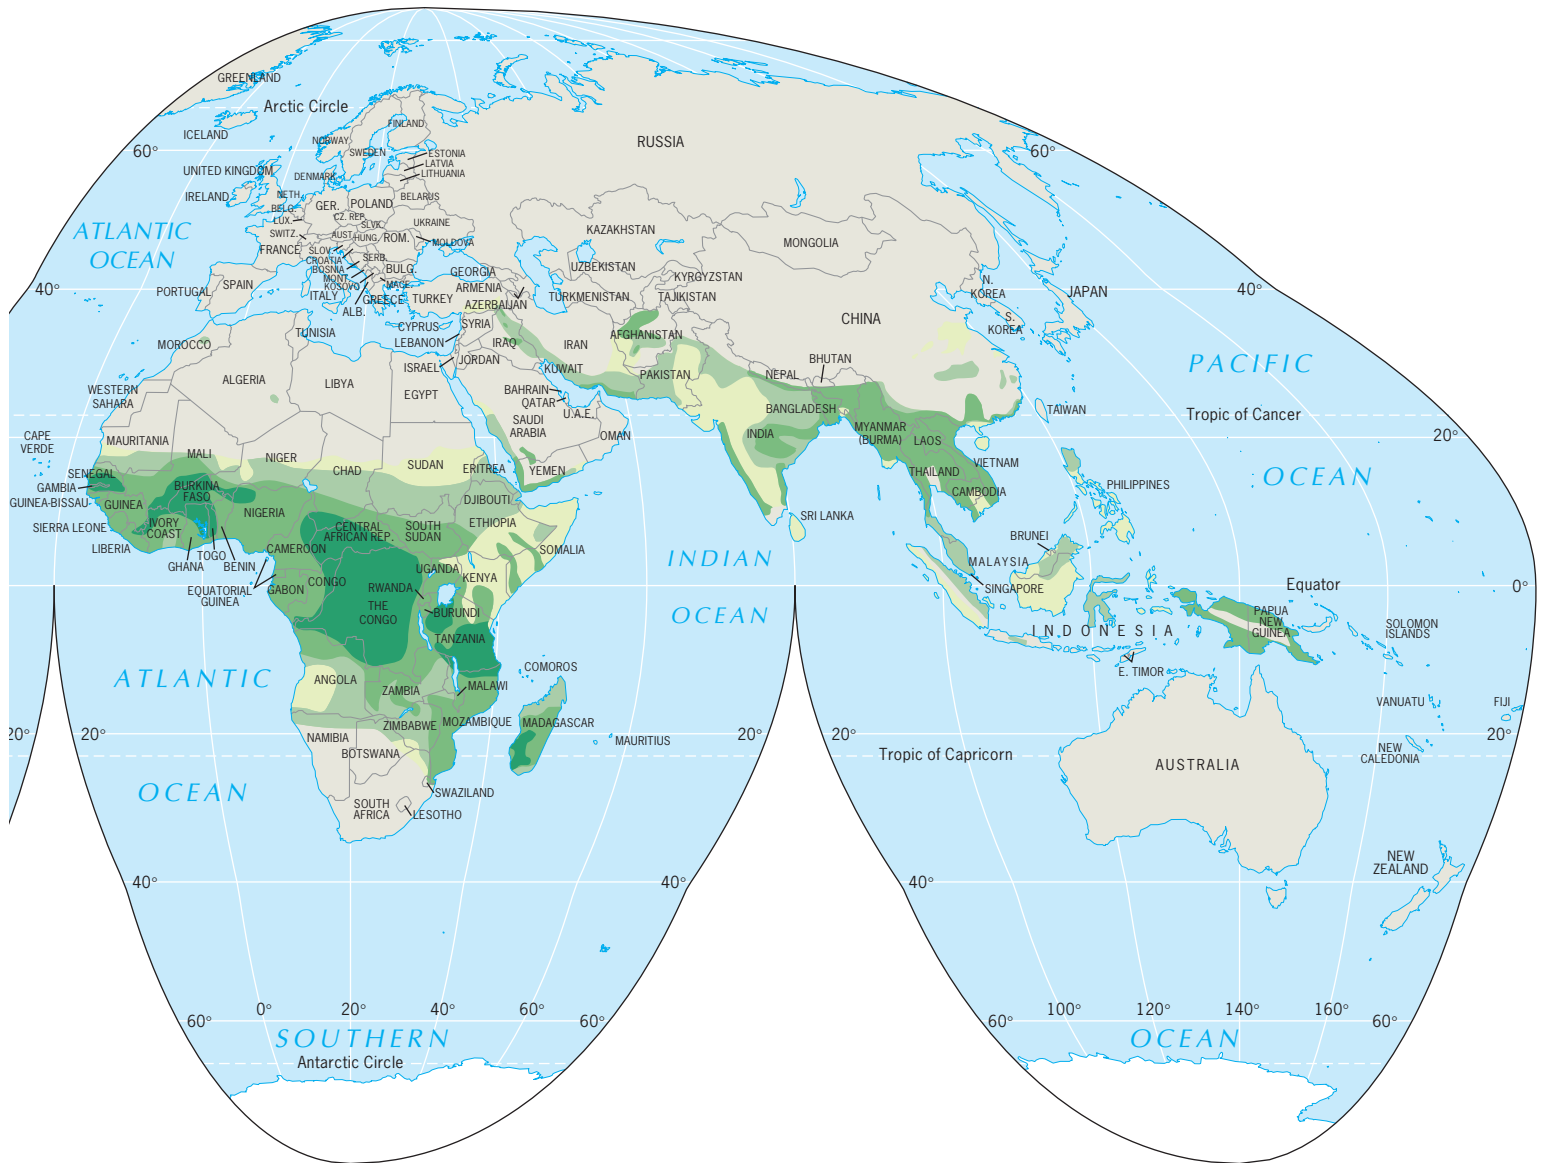 GREENLAND
Arctic Circle
ICELAND
FINLAND
NORWAY
SWEDEN
RUSSIA
60°
60°
ESTONIA
LATVIA
LITHUANIA
UNITED KINGDOM
DENMARK
IRELAND
NETH.
BELARUS
BELG.
GER.
POLAND
LUX.
CZ. REP.
SLVK.
UKRAINE
ATLANTIC
OCEAN
SWITZ.
AUST.
HUNG.
ROM.
MOLDOVA
KAZAKHSTAN
MONGOLIA
FRANCE
SLOV.
CROATIA
SERB.
BOSNIA
MONT.
BULG.
GEORGIA
UZBEKISTAN
KYRGYZSTAN
40°
PORTUGAL
SPAIN
ITALY
KOSOVO
MACE.
GREECE
TURKEY
ARMENIA
AZERBAIJAN
TURKMENISTAN
TAJIKISTAN
N.
KOREA
JAPAN
40°
ALB.
TUNISIA
CYPRUS
SYRIA
LEBANON
CHINA
S.
KOREA
MOROCCO
IRAQ
IRAN
AFGHANISTAN
ISRAEL
JORDAN
KUWAIT
PAKISTAN
NEPAL
BHUTAN
PACIFIC
WESTERN
SAHARA
ALGERIA
LIBYA
EGYPT
BAHRAIN
QATAR
U.A.E.
SAUDI
ARABIA
BANGLADESH
TAIWAN
Tropic of Cancer
CAPE
VERDE
MAURITANIA
OMAN
INDIA
MYANMAR
(BURMA)
LAOS
20°
MALI
NIGER
CHAD
SUDAN
ERITREA
YEMEN
THAILAND
VIETNAM
OCEAN
SENEGAL
GAMBIA
GUINEA-BISSAU
BURKINA
FASO
DJIBOUTI
CAMBODIA
PHILIPPINES
GUINEA
NIGERIA
SIERRA LEONE
IVORY
COAST
CENTRAL
AFRICAN REP.
SOUTH
SUDAN
ETHIOPIA
SRI LANKA
LIBERIA
GHANA
TOGO
BENIN
CAMEROON
SOMALIA
INDIAN
BRUNEI
MALAYSIA
UGANDA
KENYA
EQUATORIAL
GUINEA
GABON
CONGO
RWANDA
SINGAPORE
Equator
0°
THE
CONGO
BURUNDI
OCEAN
PAPUA
NEW
GUINEA
INDONESIA
SOLOMON
ISLANDS
TANZANIA
COMOROS
E. TIMOR
ATLANTIC
ANGOLA
ZAMBIA
MALAWI
VANUATU
FIJI
ZIMBABWE
MOZAMBIQUE
MADAGASCAR
20°
20°
NAMIBIA
BOTSWANA
MAURITIUS
20°
20°
Tropic of Capricorn
AUSTRALIA
NEW
CALEDONIA
20°
OCEAN
SWAZILAND
SOUTH
AFRICA
LESOTHO
NEW
ZEALAND
40°
40°
40°
0°
20°
40°
60°
60°
60°
SOUTHERN
Antarctic Circle
60°
100°
120°
140°
160°
60°
OCEAN